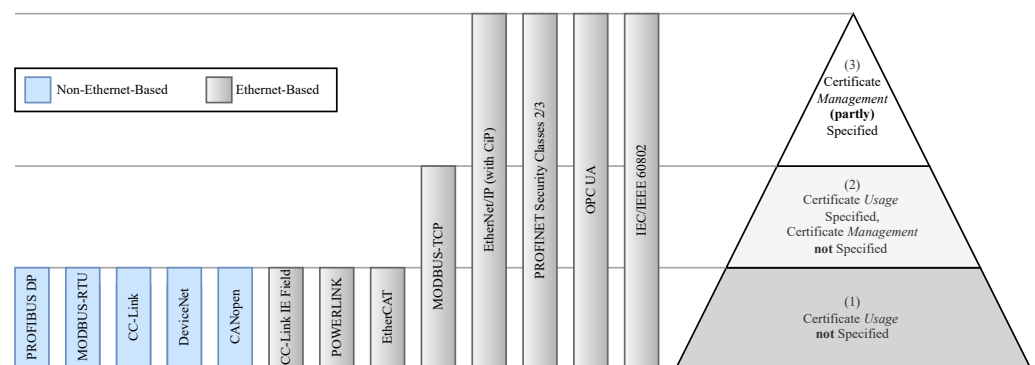 Non-Ethernet-Based
Ethernet-Based
PROFIBUS DP
MODBUS-RTU
CC-Link
DeviceNet
CANopen
CC-Link IE Field
POWERLINK
EtherCAT
MODBUS-TCP
EtherNet/IP (with CiP)
PROFINET Security Classes 2/3
OPC UA
IEC/IEEE 60802
(3)
Certificate
Management
(partly)
Specified
(2)
Certificate Usage
Specified,
Certificate Management
not Specified
(1)
Certificate Usage
not Specified